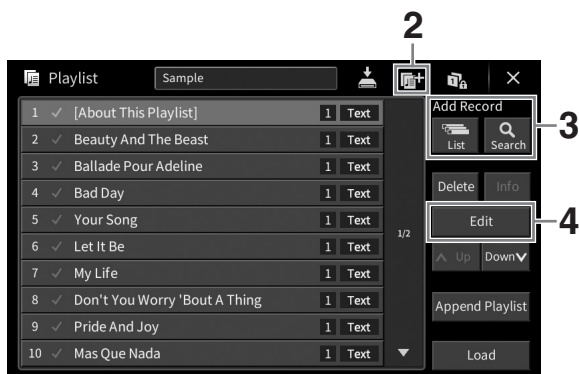 2
Playlist Sample
Add Record
List Search
3
1 [About This Playlist] 1 Text
2 Beauty And The Beast 1 Text
3 Ballade Pour Adeline 1 Text
4 Bad Day 1 Text
5 Your Song 1 Text
6 Let It Be 1 Text
7 My Life 1 Text
8 Don't You Worry 'Bout A Thing 1 Text
9 Pride And Joy 1 Text
10 Mas Que Nada 1 Text
1/2
Delete Info
Edit
4
Up Down
Append Playlist
Load